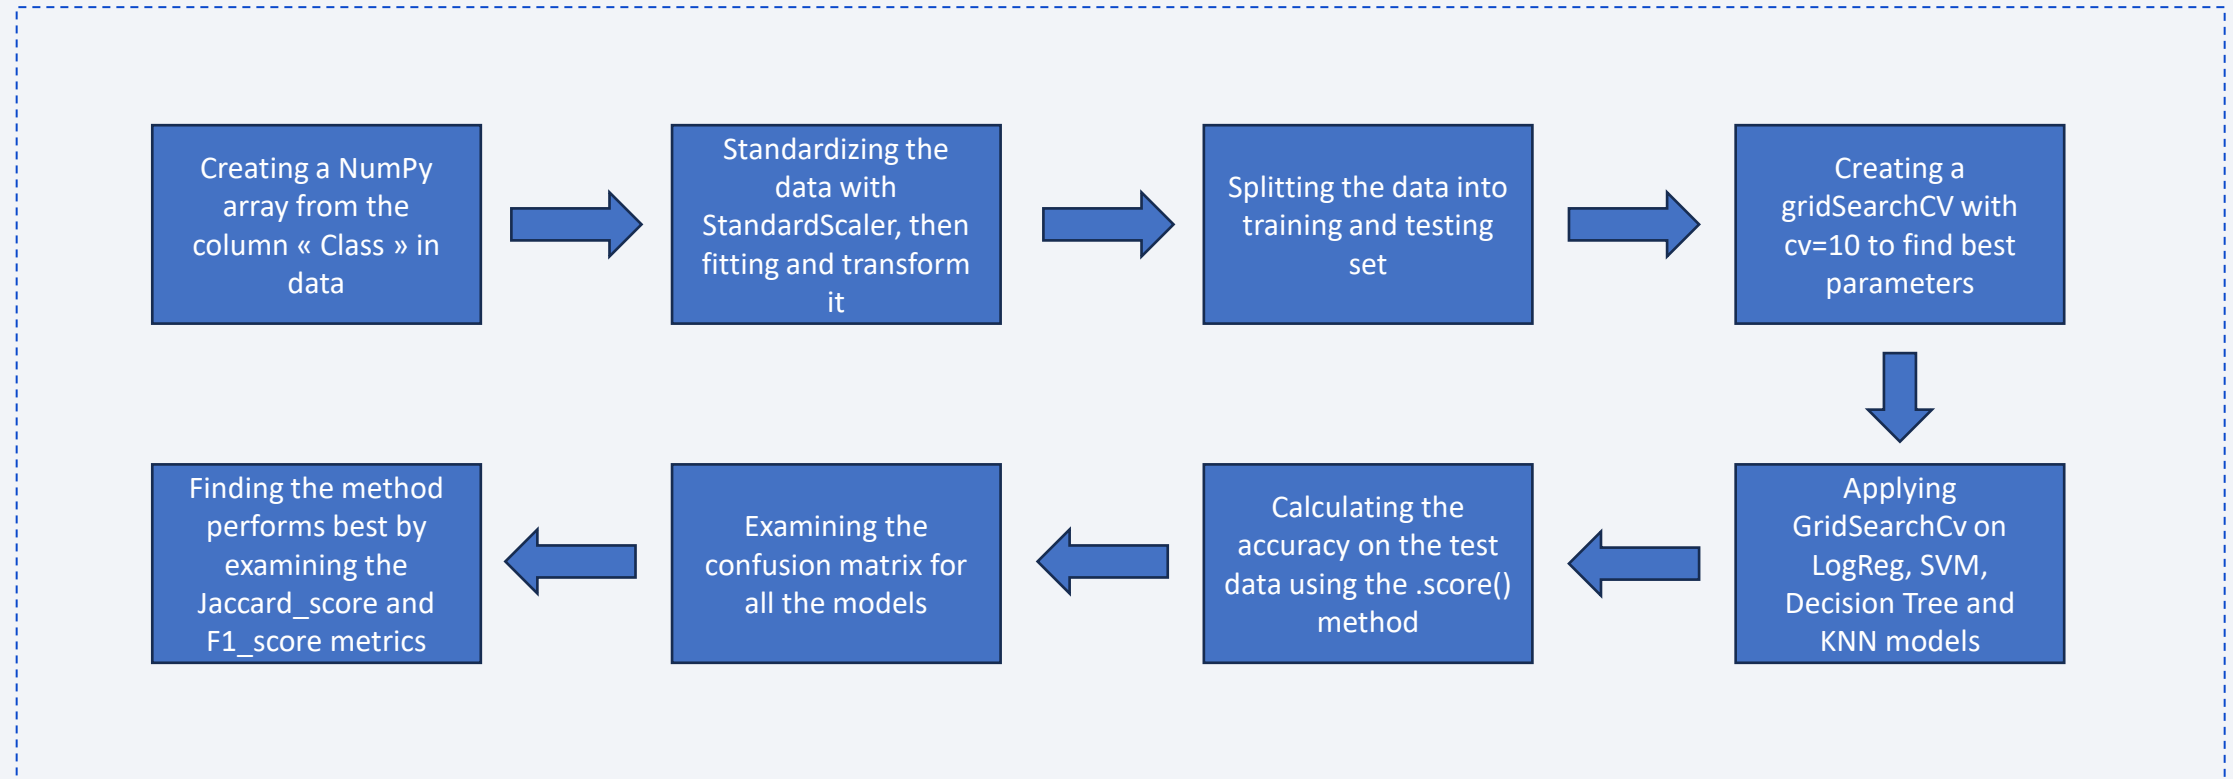 Creating a NumPy
array from the
column « Class » in
data
Standardizing the
data with
StandardScaler, then
fitting and transform
it
Splitting the data into
training and testing
set
Creating a
gridSearchCV with
cv=10 to find best
parameters
Applying
GridSearchCv on
LogReg, SVM,
Decision Tree and
KNN models
Calculating the
accuracy on the test
data using the .score()
method
Examining the
confusion matrix for
all the models
Finding the method
performs best by
examining the
Jaccard_score and
F1_score metrics